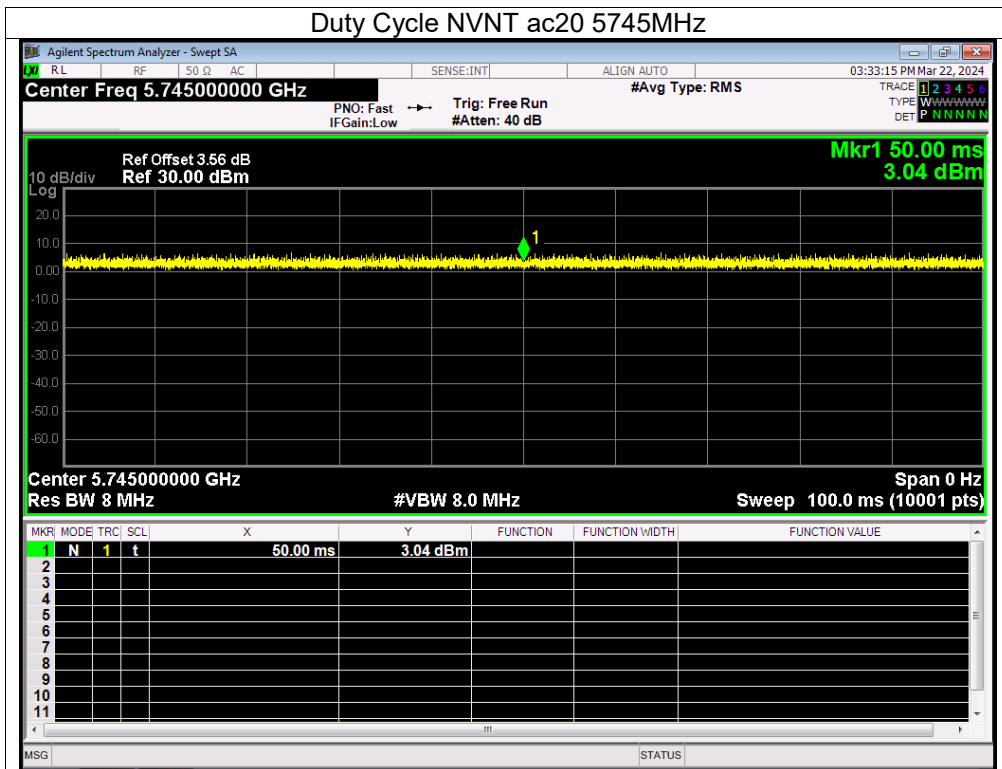 Duty Cycle NVNT ac20 5745MHz
Agilent Spectrum Analyzer - Swept SA
LXI RL RF 50 Ω AC SENSE:INT ALIGN AUTO 03:33:15 PM Mar 22, 2024
Center Freq 5.745000000 GHz #Avg Type: RMS TRACE 1 2 3 4 5 6
PNO: Fast Trig: Free Run TYPE WWWWWWW
IFGain:Low #Atten: 40 dB DET P N N N N N
Mkr1 50.00 ms
Ref Offset 3.56 dB
10 dB/div Ref 30.00 dBm 3.04 dBm
Log
20.0
10.0
1
0.00
-10.0
-20.0
-30.0
-40.0
-50.0
-60.0
Center 5.745000000 GHz Span 0 Hz
Res BW 8 MHz #VBW 8.0 MHz Sweep 100.0 ms (10001 pts)
MKR MODE TRC SCL X Y FUNCTION FUNCTION WIDTH FUNCTION VALUE
1 N 1 t 50.00 ms 3.04 dBm
2
3
4
5
6
7
8
9
10
11
MSG STATUS